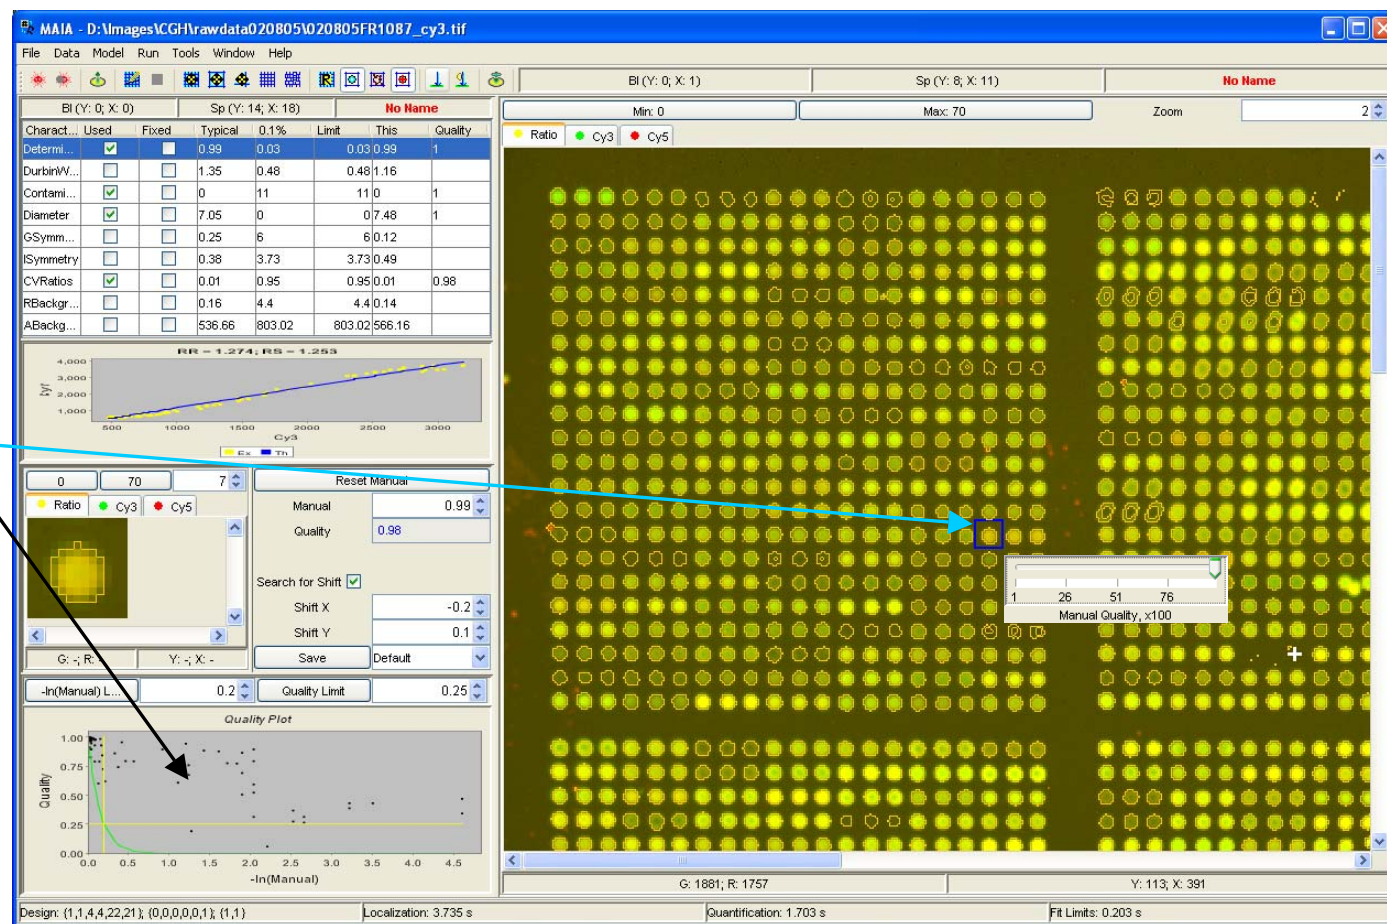 MAIA - D:\Images\CGH\rawdata020805\020805FR1087_cy3.tif
File Data Model Run Tools Window Help
Bl (Y: 0; X: 1) Sp (Y: 8; X: 11) No Name
Bl (Y: 0; X: 0) Sp (Y: 14; X: 18) No Name
Min: 0 Max: 70 Zoom 2
Ratio Cy3 Cy5
Charact... Used Fixed Typical 0.1% Limit This Quality
Determi... 0.99 0.03 0.03 0.99 1
DurbinW... 1.35 0.48 0.48 1.16
Contami... 0 11 11 0 1
Diameter 7.05 0 0 7.48 1
GSymm... 0.25 6 6 0.12
ISymmetry 0.38 3.73 3.73 0.49
CVRatios 0.01 0.95 0.95 0.01 0.98
RBackgr... 0.16 4.4 4.4 0.14
ABackg... 536.66 803.02 803.02 566.16
RR = 1.274; RS = 1.253
4,000
3,000
2,000
1,000
500 1000 1500 2000 2500 3000
Cy3
Ex Th
0 70 7
Reset Manual
Ratio Cy3 Cy5
Manual 0.99
Quality 0.98
Search for Shift
Shift X -0.2
Shift Y 0.1
G: -; R: - Y: -; X: -
Save Default
-ln(Manual) L... 0.2 Quality Limit 0.25
Quality Plot
Quality
1.00
0.75
0.50
0.25
0.00
0.0 0.5 1.0 1.5 2.0 2.5 3.0 3.5 4.0 4.5
-ln(Manual)
1 26 51 76
Manual Quality, x100
G: 1881; R: 1757 Y: 113; X: 391
Design: {1,1,4,4,22,21}; {0,0,0,0,0,1}; {1,1} Localization: 3.735 s Quantification: 1.703 s Fit Limits: 0.203 s